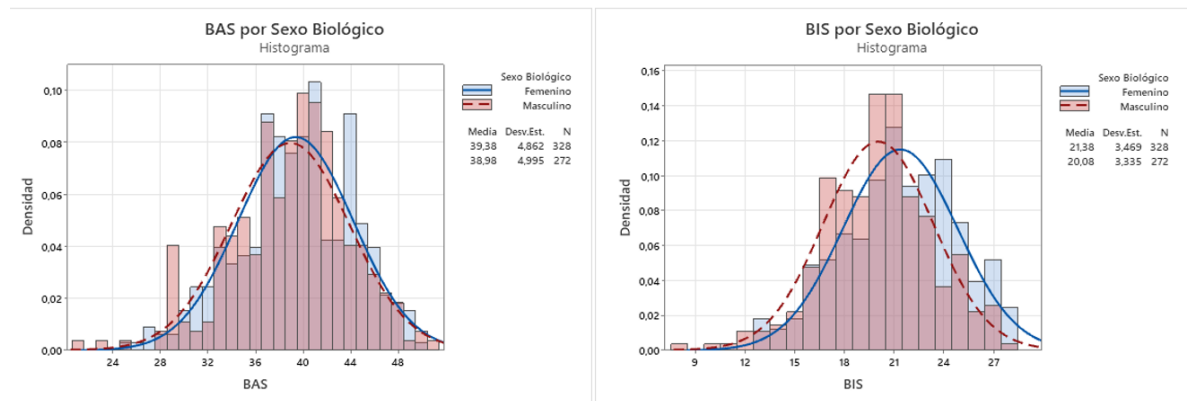 BAS por Sexo Biológico
Histograma
Densidad
0,10
0,08
0,06
0,04
0,02
0,00
24 28 32 36 40 44 48
BAS
Sexo Biológico
Femenino
Masculino
Media Desv.Est. N
39,38 4,862 328
38,98 4,995 272
BIS por Sexo Biológico
Histograma
Densidad
0,16
0,14
0,12
0,10
0,08
0,06
0,04
0,02
0,00
9 12 15 18 21 24 27
BIS
Sexo Biológico
Femenino
Masculino
Media Desv.Est. N
21,38 3,469 328
20,08 3,335 272